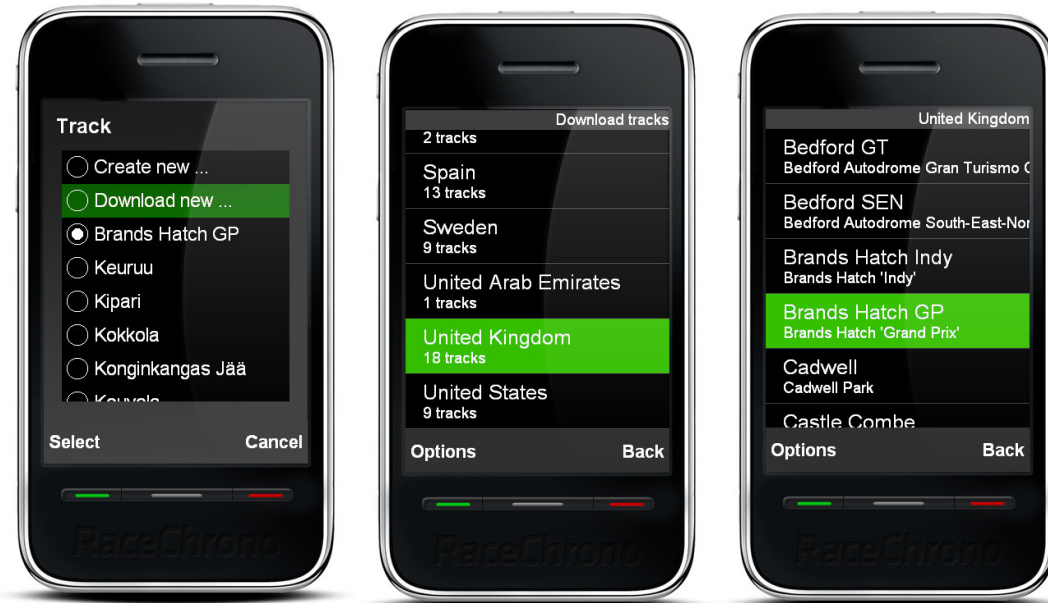 Track
Create new ...
Download new ...
Brands Hatch GP
Keuruu
Kipari
Kokkola
Konginkangas Jää
Kouvola
Select
Cancel
RaceChrono
Download tracks
2 tracks
Spain
13 tracks
Sweden
9 tracks
United Arab Emirates
1 tracks
United Kingdom
18 tracks
United States
9 tracks
Options
Back
RaceChrono
United Kingdom
Bedford GT
Bedford Autodrome Gran Turismo C
Bedford SEN
Bedford Autodrome South-East-Nor
Brands Hatch Indy
Brands Hatch 'Indy'
Brands Hatch GP
Brands Hatch 'Grand Prix'
Cadwell
Cadwell Park
Castle Combe
Options
Back
RaceChrono